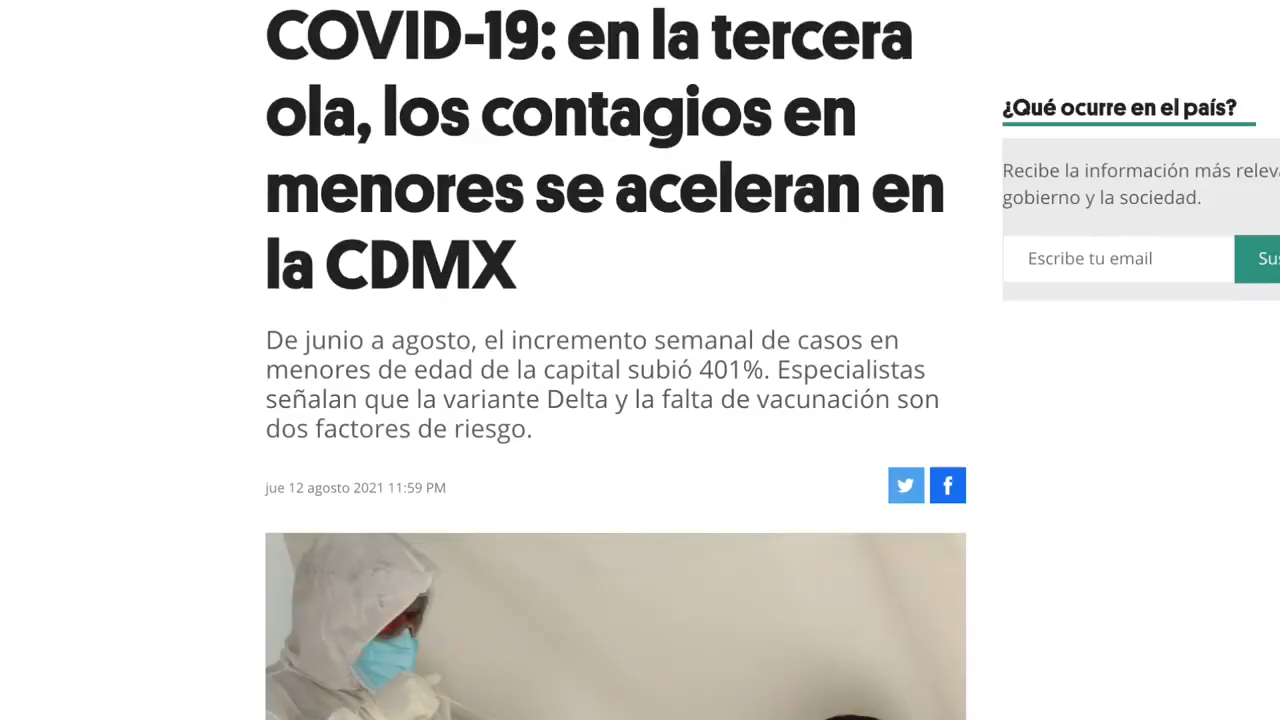 COVID-19: en la tercera
ola, los contagios en
menores se aceleran en
la CDMX
De junio a agosto, el incremento semanal de casos en
menores de edad de la capital subió 401%. Especialistas
señalan que la variante Delta y la falta de vacunación son
dos factores de riesgo.
jue 12 agosto 2021 11:59 PM
¿Qué ocurre en el país?
Recibe la información más
gobierno y la sociedad.
Escribe tu email